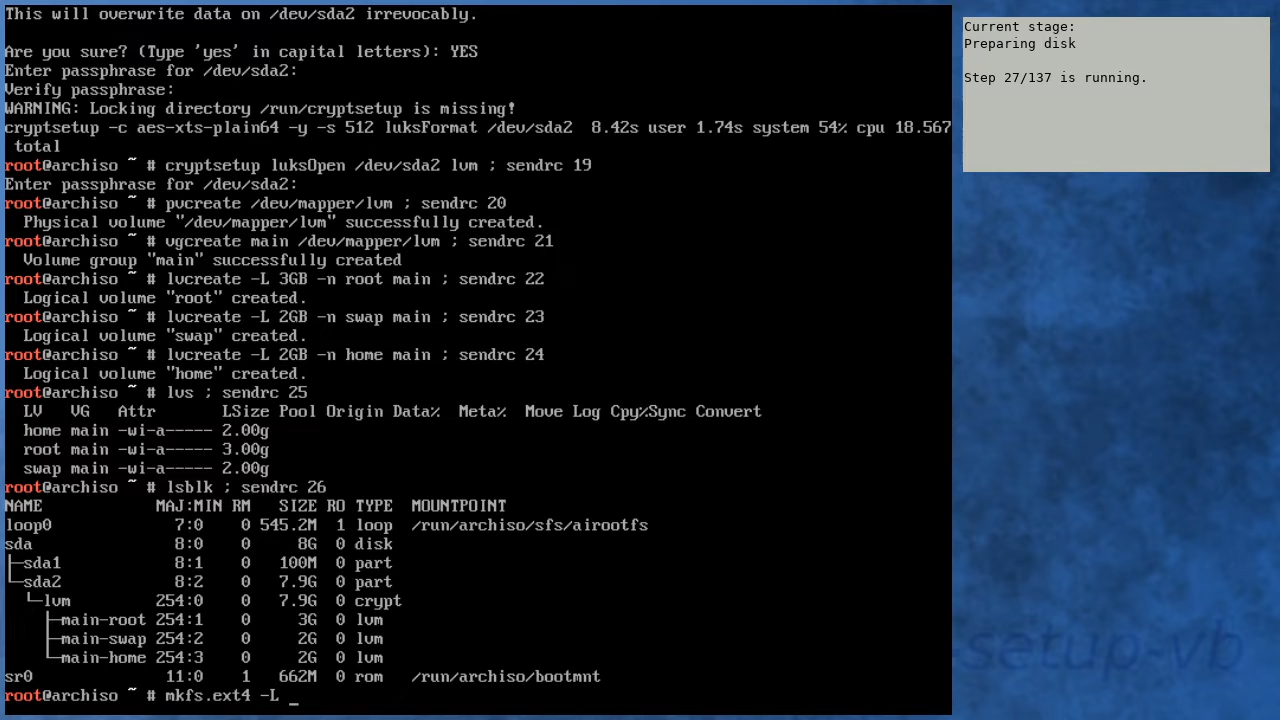 This will overwrite data on /dev/sda2 irrevocably.
Are you sure? (Type 'yes' in capital letters): YES
Enter passphrase for /dev/sda2:
Verify passphrase:
WARNING: Locking directory /run/cryptsetup is missing!
cryptsetup -c aes-xts-plain64 -y -s 512 luksFormat /dev/sda2  8.42s user 1.74s system 54% cpu 18.567
 total
root@archiso ~ # cryptsetup luksOpen /dev/sda2 lvm ; sendrc 19
Enter passphrase for /dev/sda2:
root@archiso ~ # pvcreate /dev/mapper/lvm ; sendrc 20
  Physical volume "/dev/mapper/lvm" successfully created.
root@archiso ~ # vgcreate main /dev/mapper/lvm ; sendrc 21
  Volume group "main" successfully created
root@archiso ~ # lvcreate -L 3GB -n root main ; sendrc 22
  Logical volume "root" created.
root@archiso ~ # lvcreate -L 2GB -n swap main ; sendrc 23
  Logical volume "swap" created.
root@archiso ~ # lvcreate -L 2GB -n home main ; sendrc 24
  Logical volume "home" created.
root@archiso ~ # lvs ; sendrc 25
  LV   VG   Attr       LSize Pool Origin Data%  Meta%  Move Log Cpy%Sync Convert
  home main -wi-a----- 2.00g
  root main -wi-a----- 3.00g
  swap main -wi-a----- 2.00g
root@archiso ~ # lsblk ; sendrc 26
NAME            MAJ:MIN RM   SIZE RO TYPE  MOUNTPOINT
loop0             7:0    0 545.2M  1 loop  /run/archiso/sfs/airootfs
sda               8:0    0     8G  0 disk
├─sda1            8:1    0   100M  0 part
└─sda2            8:2    0   7.9G  0 part
  └─lvm         254:0    0   7.9G  0 crypt
    ├─main-root 254:1    0     3G  0 lvm
    ├─main-swap 254:2    0     2G  0 lvm
    └─main-home 254:3    0     2G  0 lvm
sr0              11:0    1   662M  0 rom   /run/archiso/bootmnt
root@archiso ~ # mkfs.ext4 -L _
Current stage:
Preparing disk
Step 27/137 is running.
setup-vb